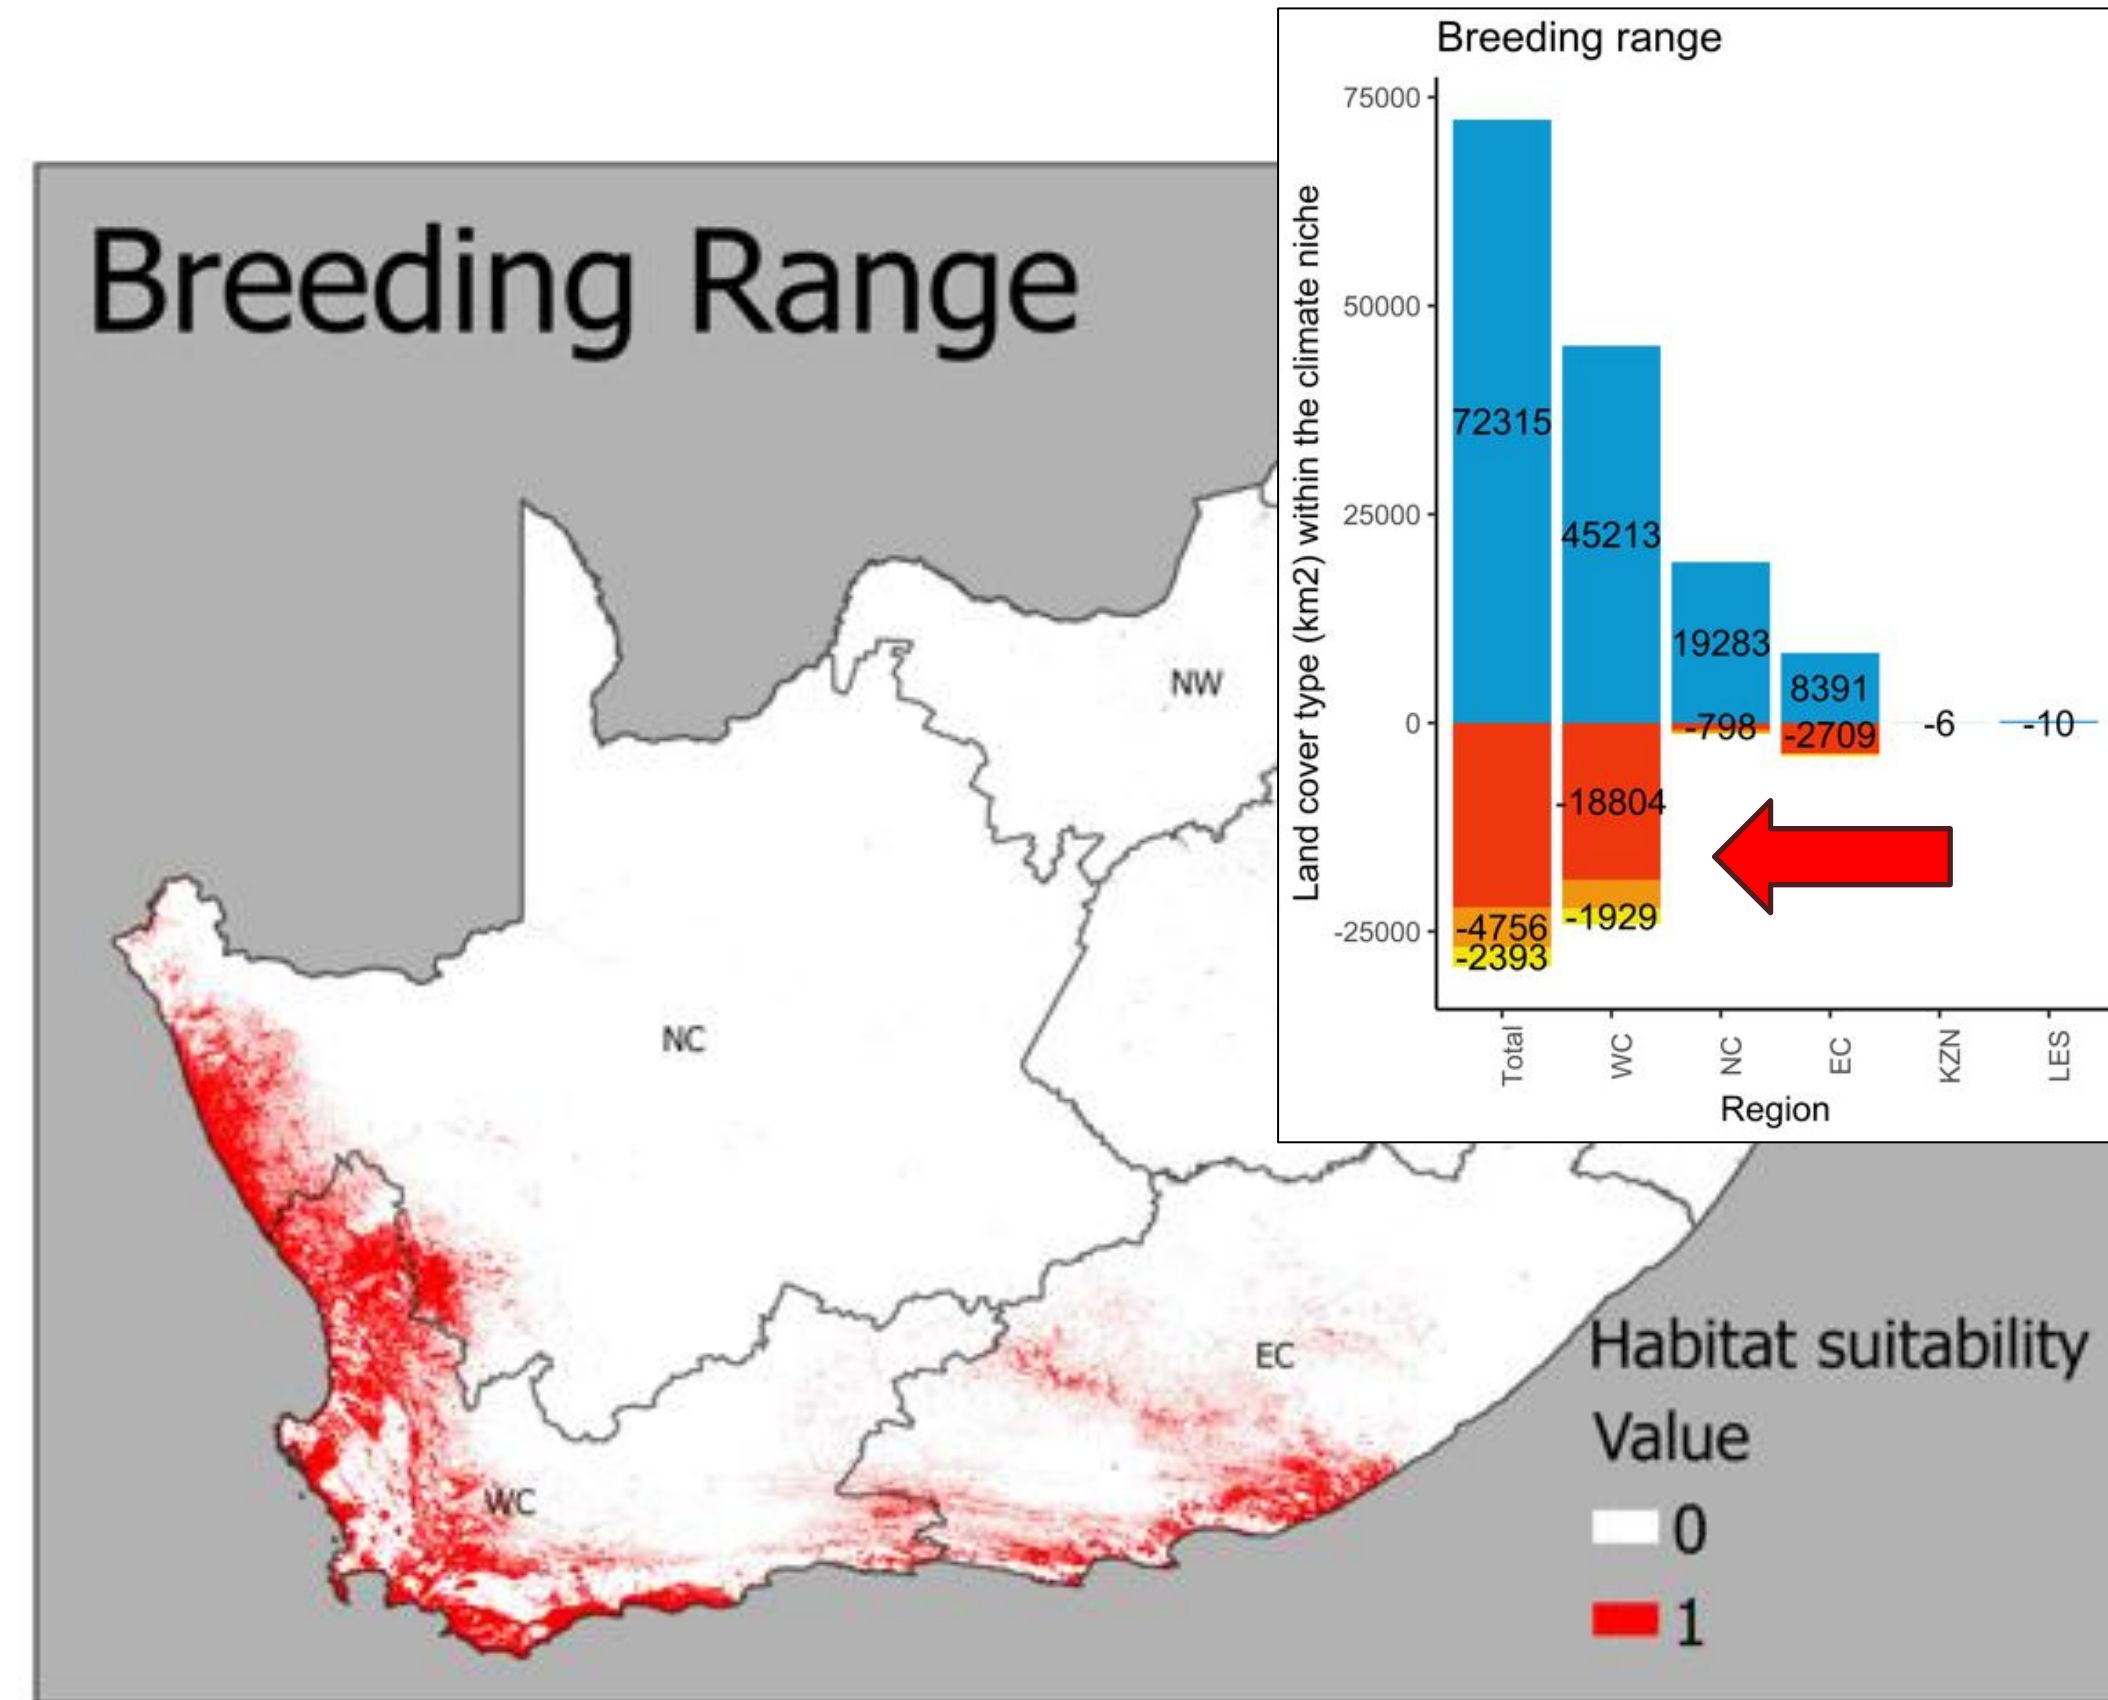 Breeding Range
NW
NC
EC
WC
Habitat suitability
Value
0
1
Breeding range
Land cover type (km2) within the climate niche
75000
50000
25000
0
-25000
72315
-4756
-2393
45213
-18804
-1929
19283
-798
8391
-2709
-6
-10
Total
WC
NC
EC
KZN
LES
Region